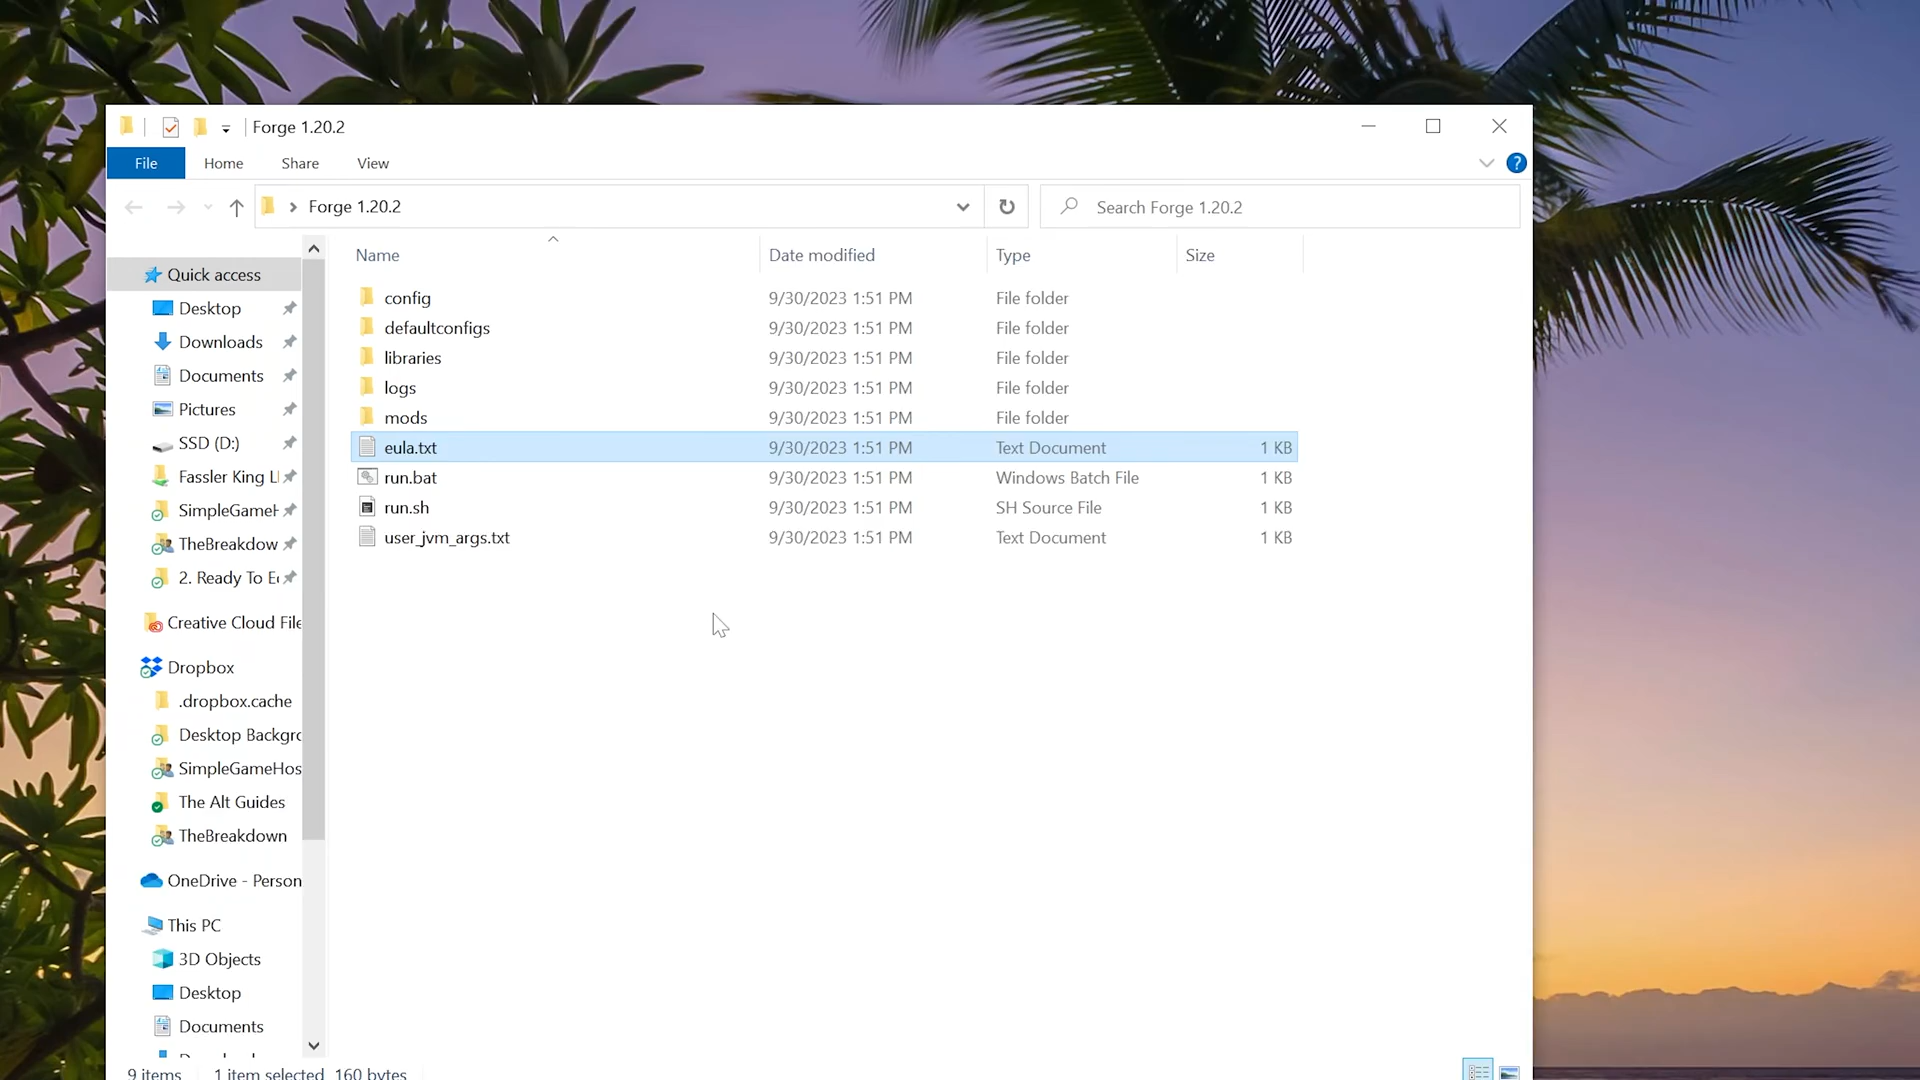 Forge 1.20.2
File Home Share View
Forge 1.20.2
Search Forge 1.20.2
Name Date modified Type Size
Quick access
Desktop
Downloads
Documents
Pictures
SSD (D:)
Fassler King Ll
SimpleGameH
TheBreakdow
2. Ready To Ec
Creative Cloud File
Dropbox
.dropbox.cache
Desktop Backgro
SimpleGameHos
The Alt Guides
TheBreakdown
OneDrive - Person
This PC
3D Objects
Desktop
Documents
config 9/30/2023 1:51 PM File folder
defaultconfigs 9/30/2023 1:51 PM File folder
libraries 9/30/2023 1:51 PM File folder
logs 9/30/2023 1:51 PM File folder
mods 9/30/2023 1:51 PM File folder
eula.txt 9/30/2023 1:51 PM Text Document 1 KB
run.bat 9/30/2023 1:51 PM Windows Batch File 1 KB
run.sh 9/30/2023 1:51 PM SH Source File 1 KB
user_jvm_args.txt 9/30/2023 1:51 PM Text Document 1 KB
9 items 1 item selected 160 bytes